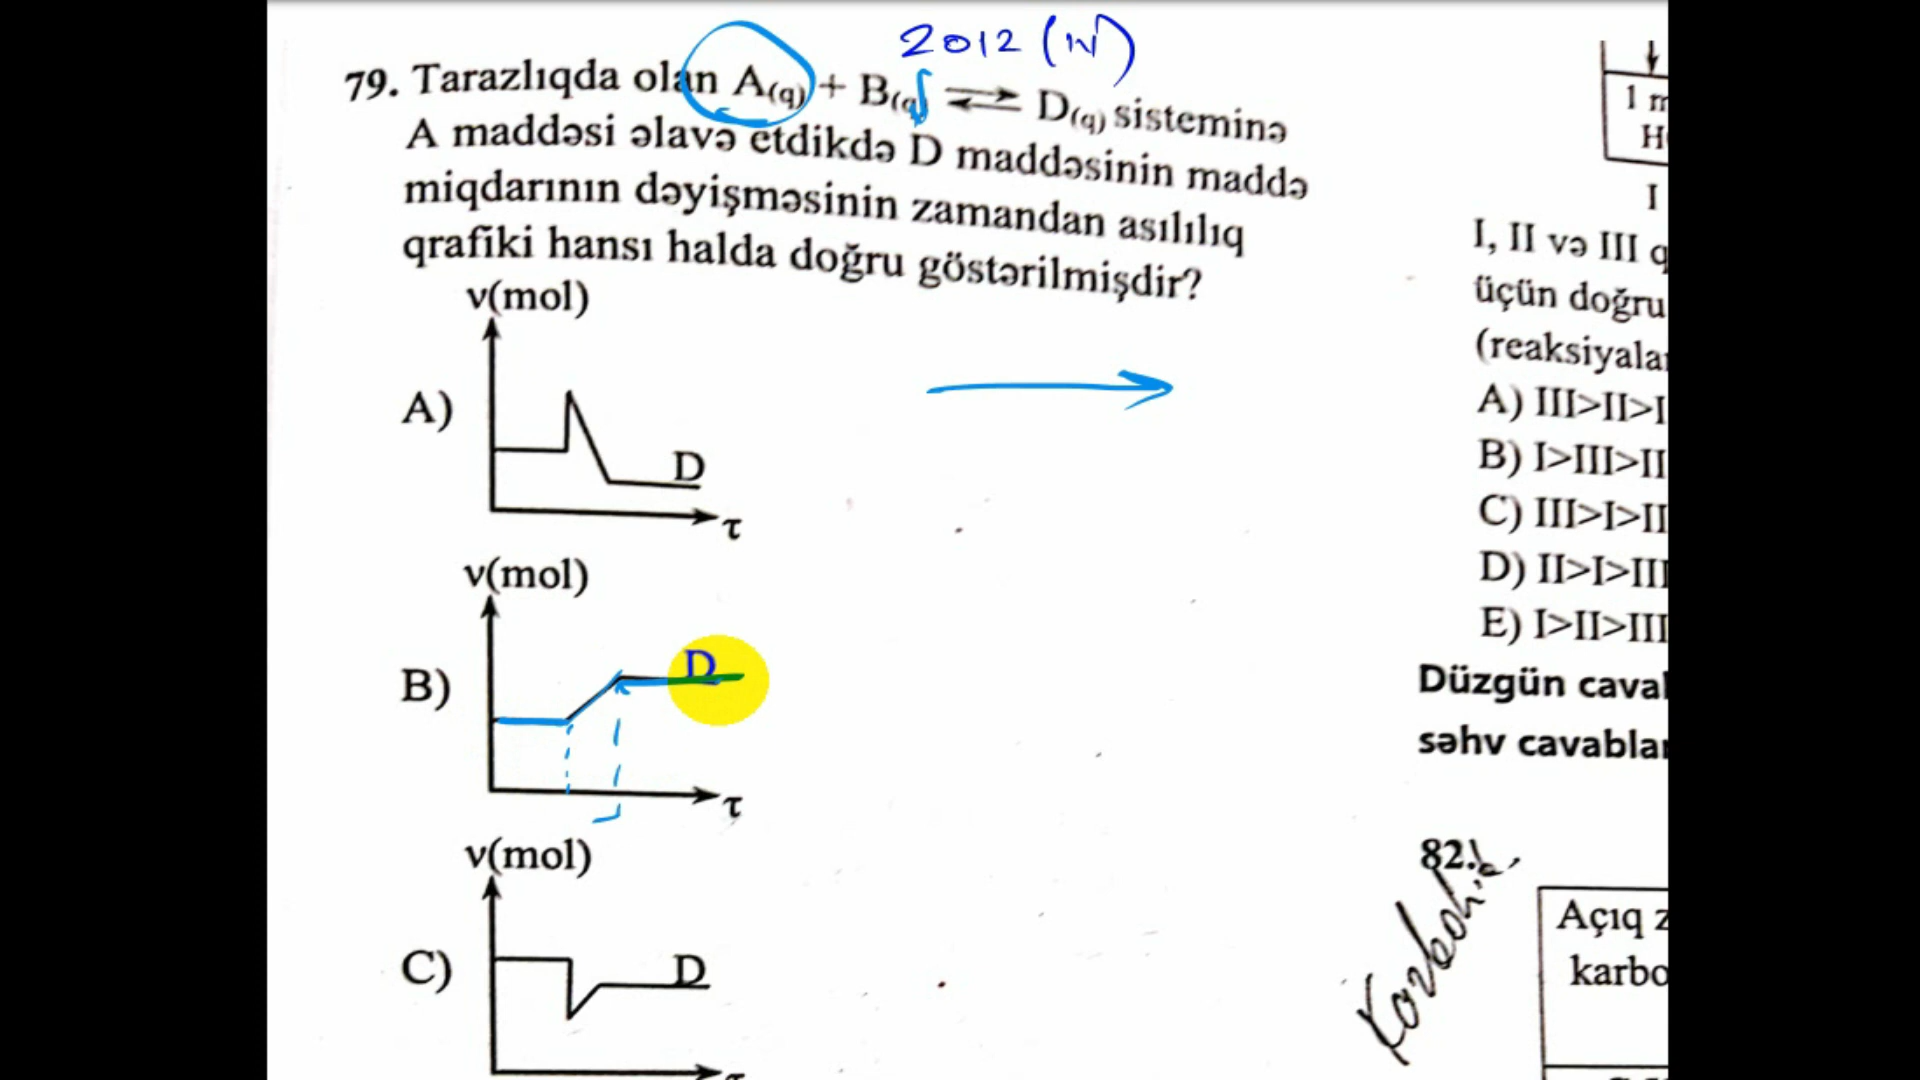 2012 (IV)
79. Tarazlıqda olan A(q) + B(q) ⇌ D(q) sisteminə
A maddəsi əlavə etdikdə D maddəsinin maddə
miqdarının dəyişməsinin zamandan asılılıq
qrafiki hansı halda doğru göstərilmişdir?
ν(mol)
A)
D
τ
ν(mol)
B)
D
τ
ν(mol)
C)
D
1 m
I
I, II və III q
üçün doğru
(reaksiyala
A) III>II>I
B) I>III>II
C) III>I>II
D) II>I>III
E) I>II>III
Düzgün caval
səhv cavablar
82.
Açıq z
karbo